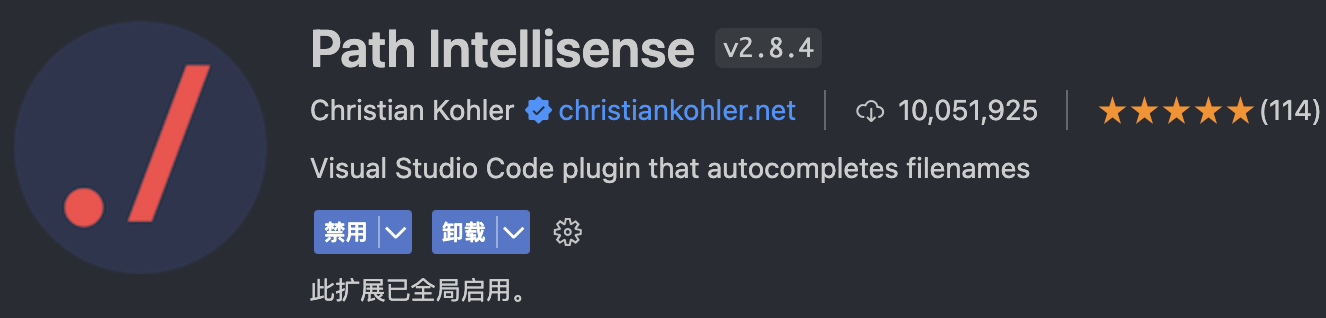 Path Intellisense v2.8.4
Christian Kohler christiankohler.net 10,051,925 (114)
Visual Studio Code plugin that autocompletes filenames
禁用 卸载
此扩展已全局启用。